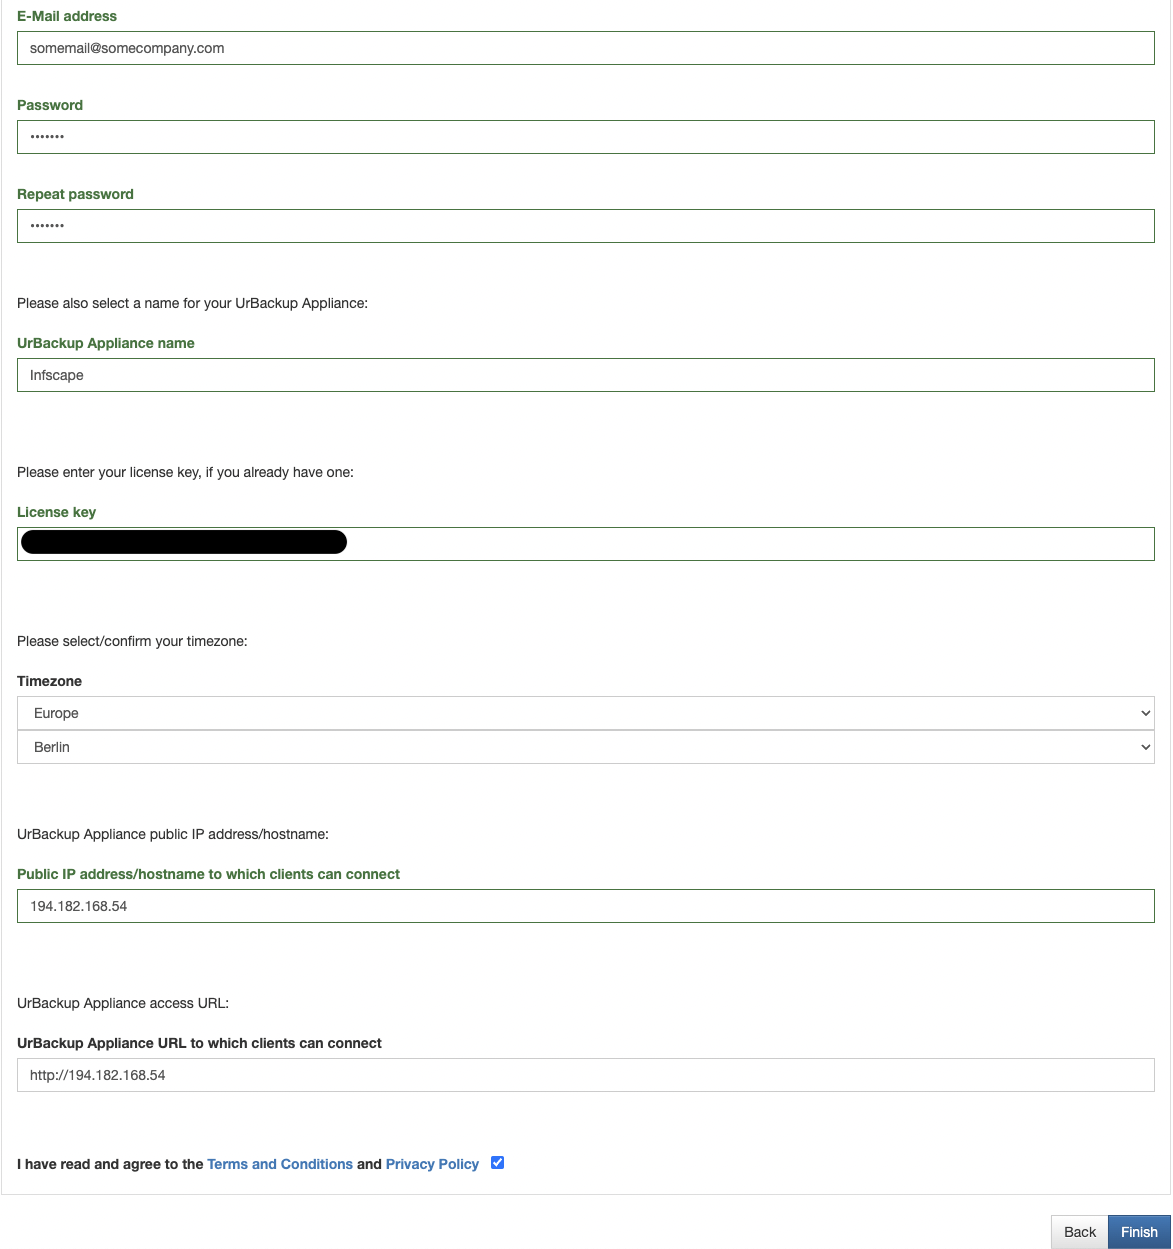 E-Mail address
somemail@somecompany.com
Password
•••••••
Repeat password
•••••••
Please also select a name for your UrBackup Appliance:
UrBackup Appliance name
Infscape
Please enter your license key, if you already have one:
License key
Please select/confirm your timezone:
Timezone
Europe
Berlin
UrBackup Appliance public IP address/hostname:
Public IP address/hostname to which clients can connect
194.182.168.54
UrBackup Appliance access URL:
UrBackup Appliance URL to which clients can connect
http://194.182.168.54
I have read and agree to the Terms and Conditions and Privacy Policy
Back Finish